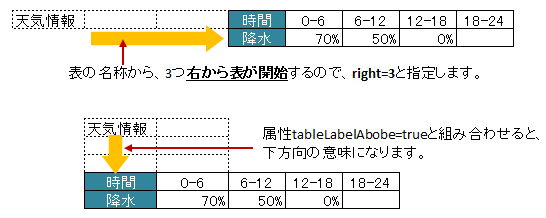 天気情報 時間 0-6 6-12 12-18 18-24
降水 70% 50% 0%
表の名称から、3つ右から表が開始するので、right=3と指定します。
天気情報
属性tableLabelAbobe=trueと組み合わせると、
下方向の意味になります。
時間 0-6 6-12 12-18 18-24
降水 70% 50% 0%